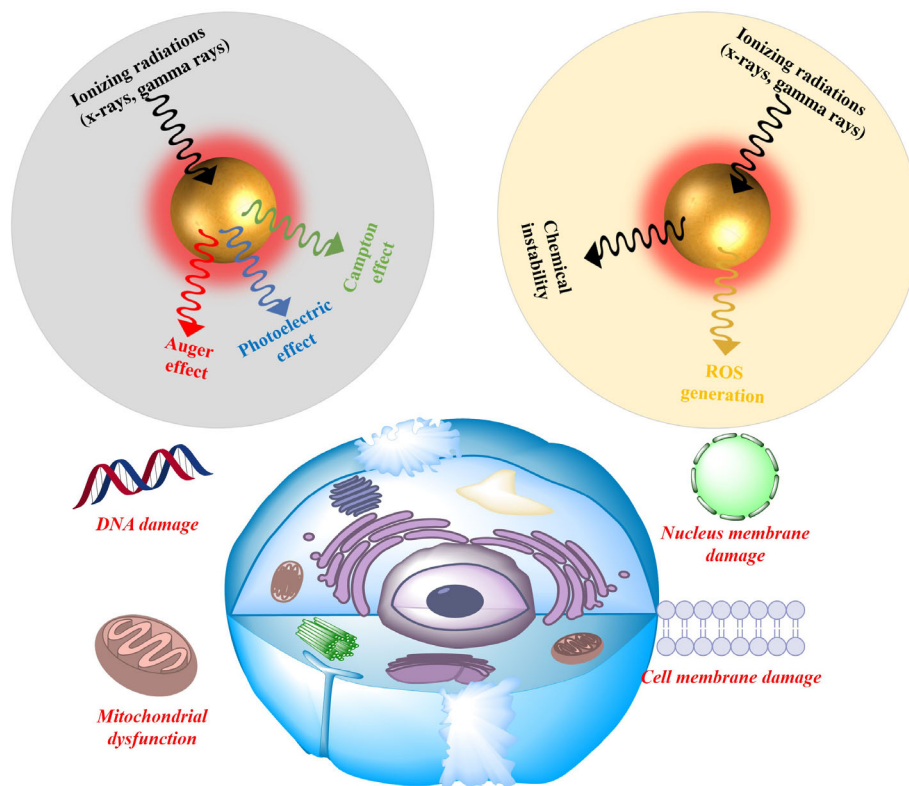 Ionizing radiations
(x-rays, gamma rays)
Campton
effect
Photoelectric
effect
Auger
effect
Ionizing radiations
(x-rays, gamma rays)
Chemical
instability
ROS
generation
DNA damage
Nucleus membrane
damage
Mitochondrial
dysfunction
Cell membrane damage